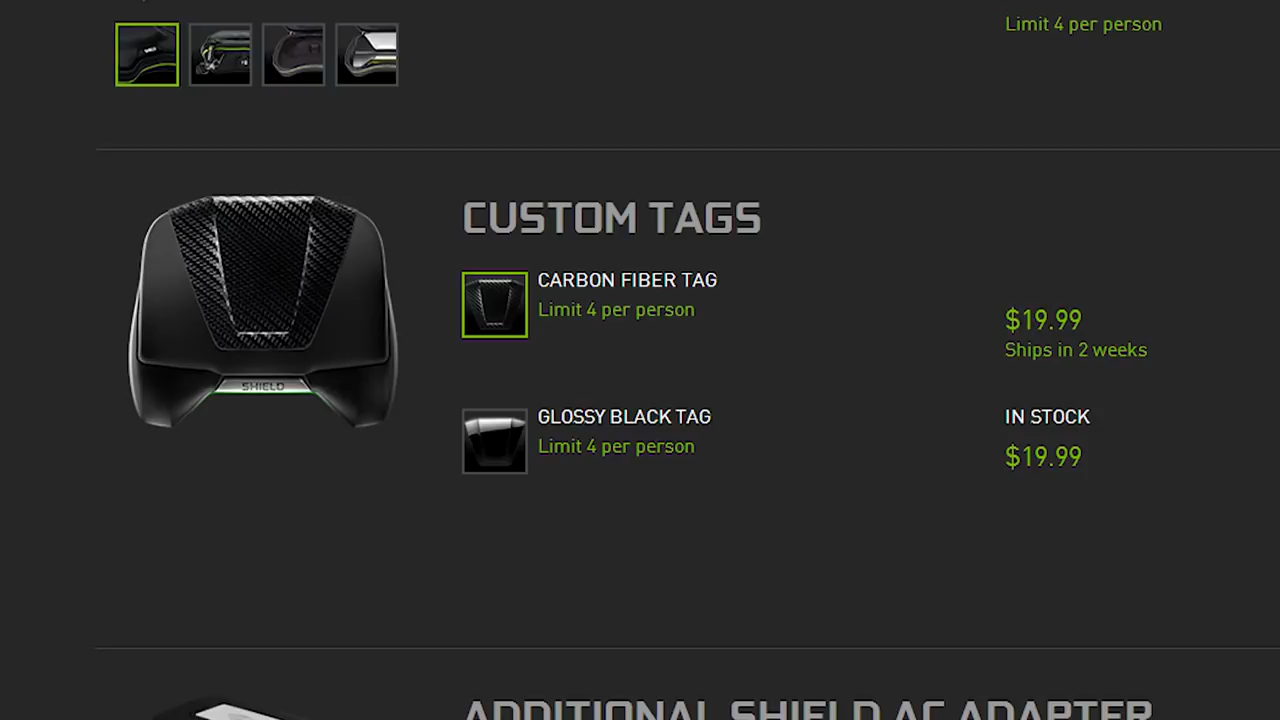 Limit 4 per person
CUSTOM TAGS
CARBON FIBER TAG
Limit 4 per person
$19.99
Ships in 2 weeks
SHIELD
GLOSSY BLACK TAG
IN STOCK
Limit 4 per person
$19.99
ADDITIONAL SHIELD AC ADAPTER